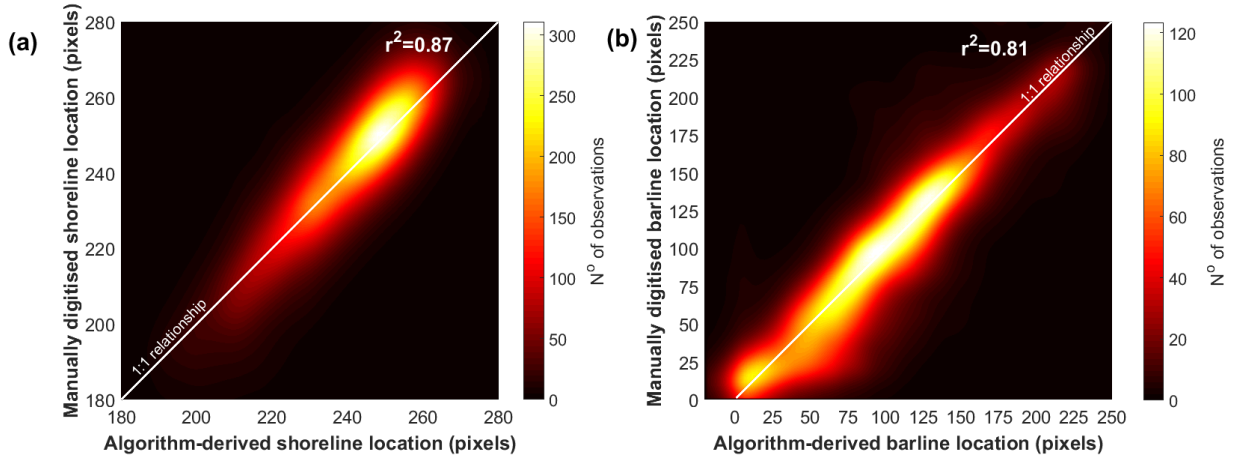 (a)
r²=0.87
1:1 relationship
Manually digitised shoreline location (pixels)
280
260
240
220
200
180
180 200 220 240 260 280
Algorithm-derived shoreline location (pixels)
300
250
200
150
100
50
0
Nº of observations
(b)
r²=0.81
1:1 relationship
Manually digitised barline location (pixels)
250
225
200
175
150
125
100
75
50
25
0
0 25 50 75 100 125 150 175 200 225 250
Algorithm-derived barline location (pixels)
120
100
80
60
40
20
0
Nº of observations